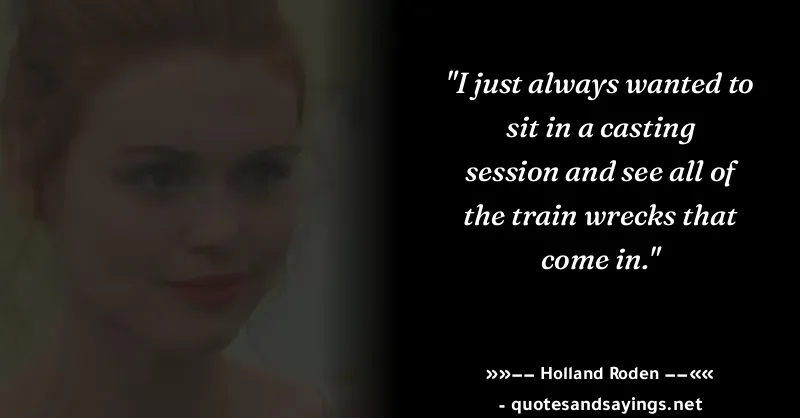 "I just always wanted to
sit in a casting
session and see all of
the train wrecks that
come in."
»»–– Holland Roden ––««
- quotesandsayings.net